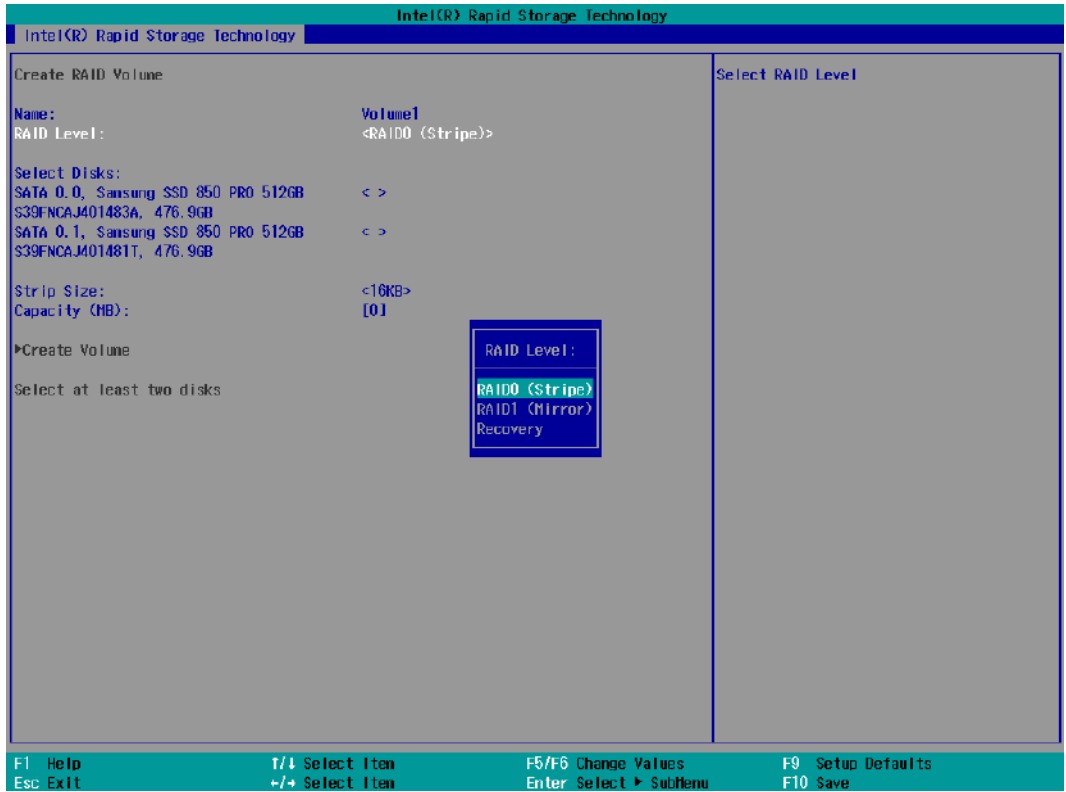 Intel(R) Rapid Storage Technology
Intel(R) Rapid Storage Technology
Create RAID Volume
Select RAID Level
Name: Volume1
RAID Level: <RAID0 (Stripe)>
Select Disks:
SATA 0.0, Samsung SSD 850 PRO 512GB < >
S39FNCAJ401483A, 476.9GB
SATA 0.1, Samsung SSD 850 PRO 512GB < >
S39FNCAJ401481T, 476.9GB
Strip Size: <16KB>
Capacity (MB): [0]
▶Create Volume
Select at least two disks
RAID Level:
RAID0 (Stripe)
RAID1 (Mirror)
Recovery
F1 Help ↑/↓ Select Item F5/F6 Change Values F9 Setup Defaults
Esc Exit ←/→ Select Item Enter Select ▶ SubMenu F10 Save